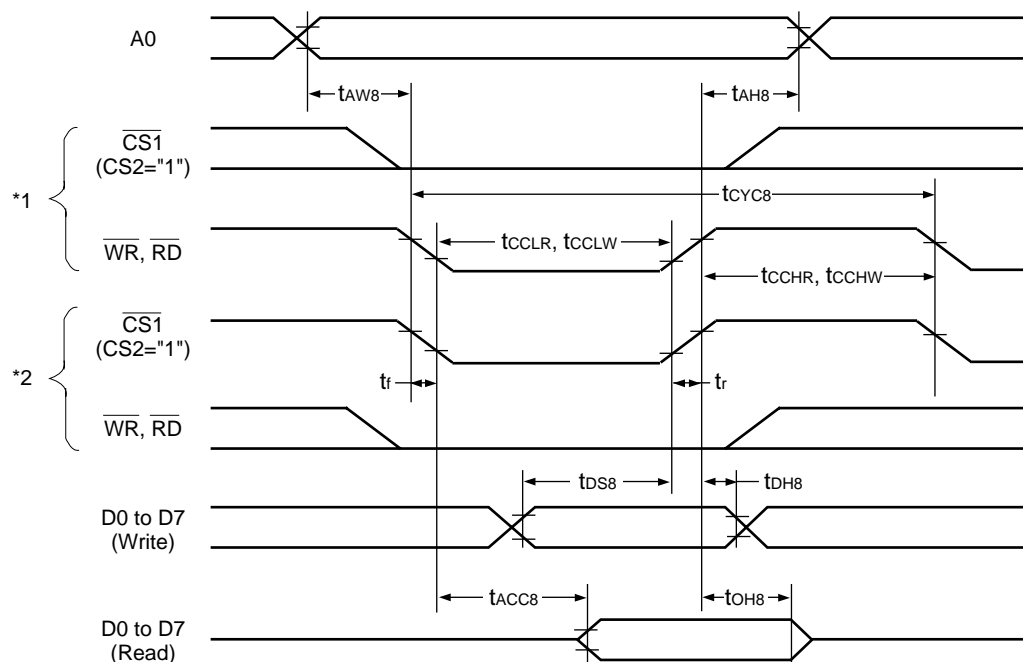 A0
tAW8
tAH8
*1
CS1
(CS2="1")
tCYC8
WR, RD
tCCLR, tCCLW
tCCHR, tCCHW
*2
CS1
(CS2="1")
tf
tr
WR, RD
tDS8
tDH8
D0 to D7
(Write)
tACC8
tOH8
D0 to D7
(Read)